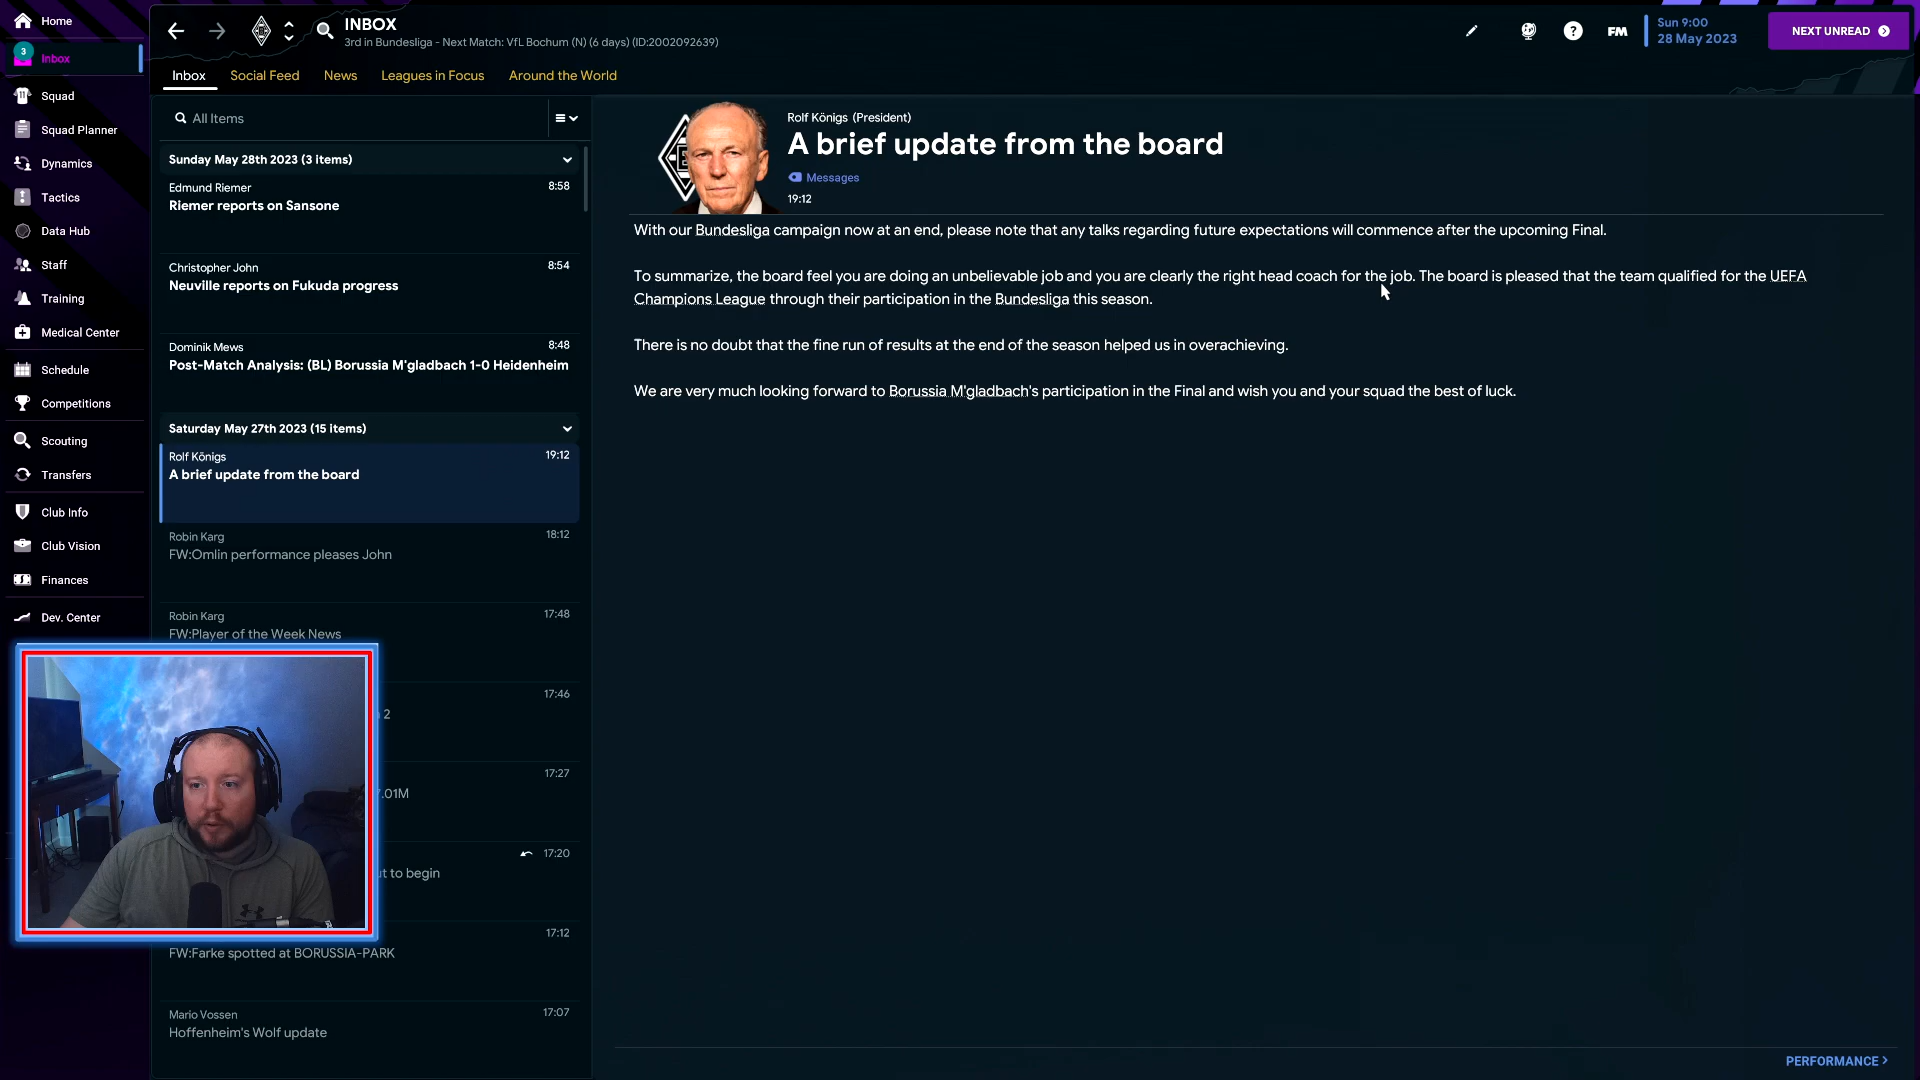 Home
3
Inbox
Squad
Squad Planner
Dynamics
Tactics
Data Hub
Staff
Training
Medical Center
Schedule
Competitions
Scouting
Transfers
Club Info
Club Vision
Finances
Dev. Center
INBOX
3rd in Bundesliga - Next Match: VfL Bochum (N) (6 days) (ID:2002092639)
?
FM
Sun 9:00
28 May 2023
NEXT UNREAD
Inbox
Social Feed
News
Leagues in Focus
Around the World
All Items
Sunday May 28th 2023 (3 items)
Edmund Riemer
8:58
Riemer reports on Sansone
Christopher John
8:54
Neuville reports on Fukuda progress
Dominik Mews
8:48
Post-Match Analysis: (BL) Borussia M'gladbach 1-0 Heidenheim
Saturday May 27th 2023 (15 items)
Rolf Königs
19:12
A brief update from the board
Robin Karg
18:12
FW:Omlin performance pleases John
Robin Karg
17:48
FW:Player of the Week News
17:46
2
17:27
.01M
17:20
ut to begin
17:12
FW:Farke spotted at BORUSSIA-PARK
Mario Vossen
17:07
Hoffenheim's Wolf update
Rolf Königs (President)
A brief update from the board
Messages
19:12
With our Bundesliga campaign now at an end, please note that any talks regarding future expectations will commence after the upcoming Final.
To summarize, the board feel you are doing an unbelievable job and you are clearly the right head coach for the job. The board is pleased that the team qualified for the UEFA
Champions League through their participation in the Bundesliga this season.
There is no doubt that the fine run of results at the end of the season helped us in overachieving.
We are very much looking forward to Borussia M'gladbach's participation in the Final and wish you and your squad the best of luck.
PERFORMANCE >